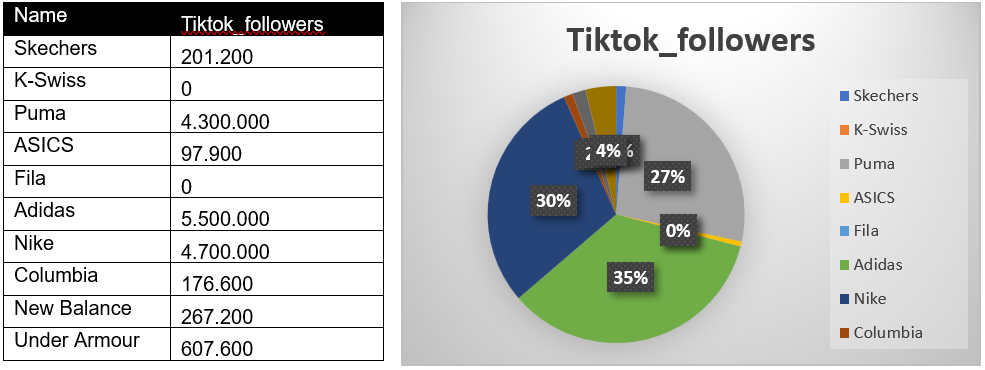 Name Tiktok_followers
Skechers 201.200
K-Swiss 0
Puma 4.300.000
ASICS 97.900
Fila 0
Adidas 5.500.000
Nike 4.700.000
Columbia 176.600
New Balance 267.200
Under Armour 607.600
Tiktok_followers
4%
27%
30%
0%
35%
Skechers
K-Swiss
Puma
ASICS
Fila
Adidas
Nike
Columbia